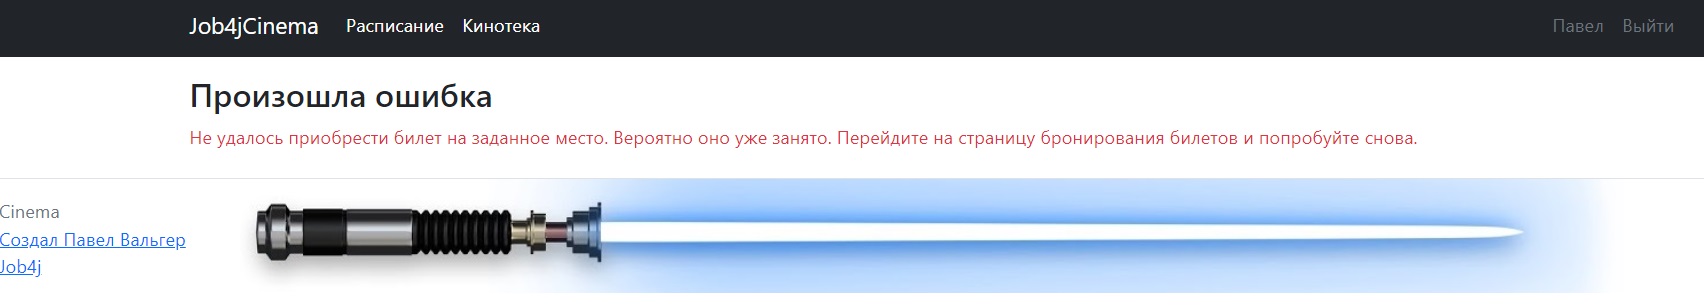 Job4jCinema Расписание Кинотека Павел Выйти
Произошла ошибка
Не удалось приобрести билет на заданное место. Вероятно оно уже занято. Перейдите на страницу бронирования билетов и попробуйте снова.
Cinema
Создал Павел Вальгер
Job4j